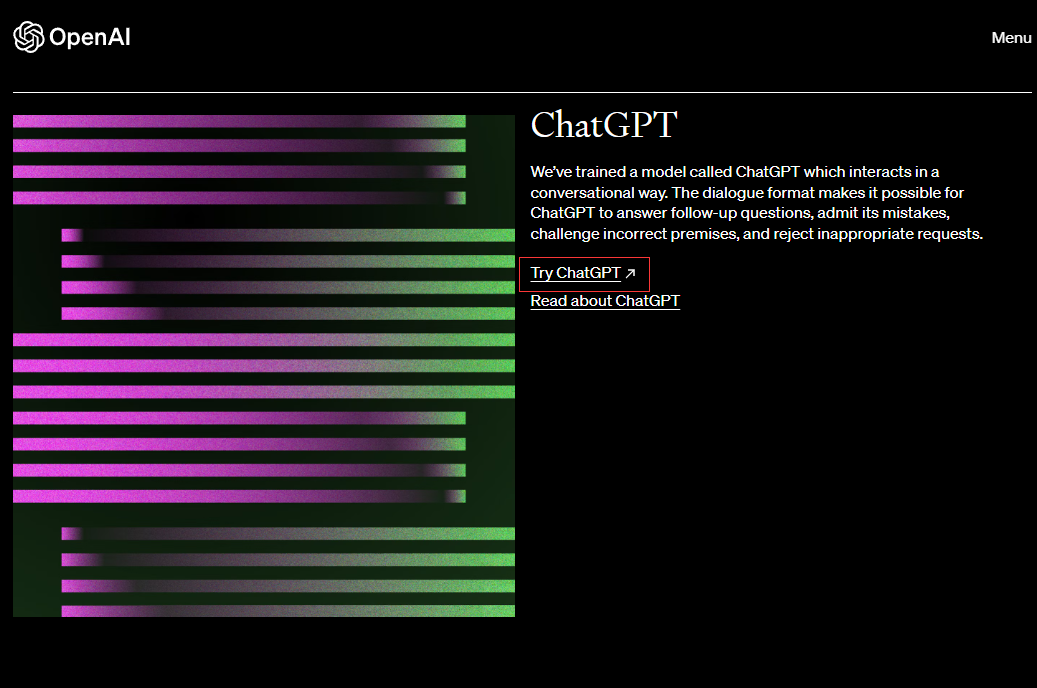 OpenAI
Menu
ChatGPT
We’ve trained a model called ChatGPT which interacts in a
conversational way. The dialogue format makes it possible for
ChatGPT to answer follow-up questions, admit its mistakes,
challenge incorrect premises, and reject inappropriate requests.
Try ChatGPT ↗
Read about ChatGPT